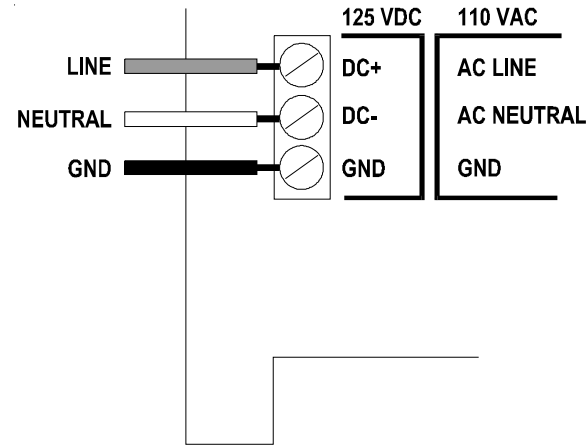 125 VDC 110 VAC
LINE DC+ AC LINE
NEUTRAL DC- AC NEUTRAL
GND GND GND